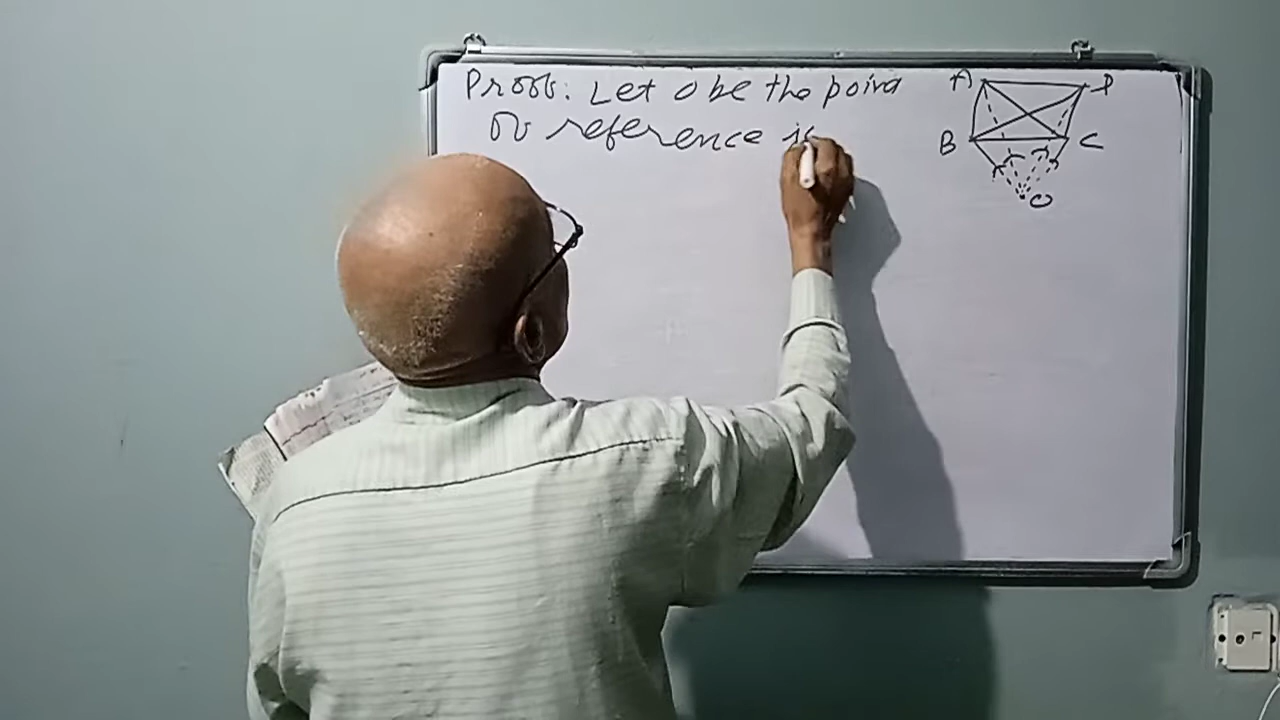 Proof: Let O be the point
of reference is
A D
B C
O